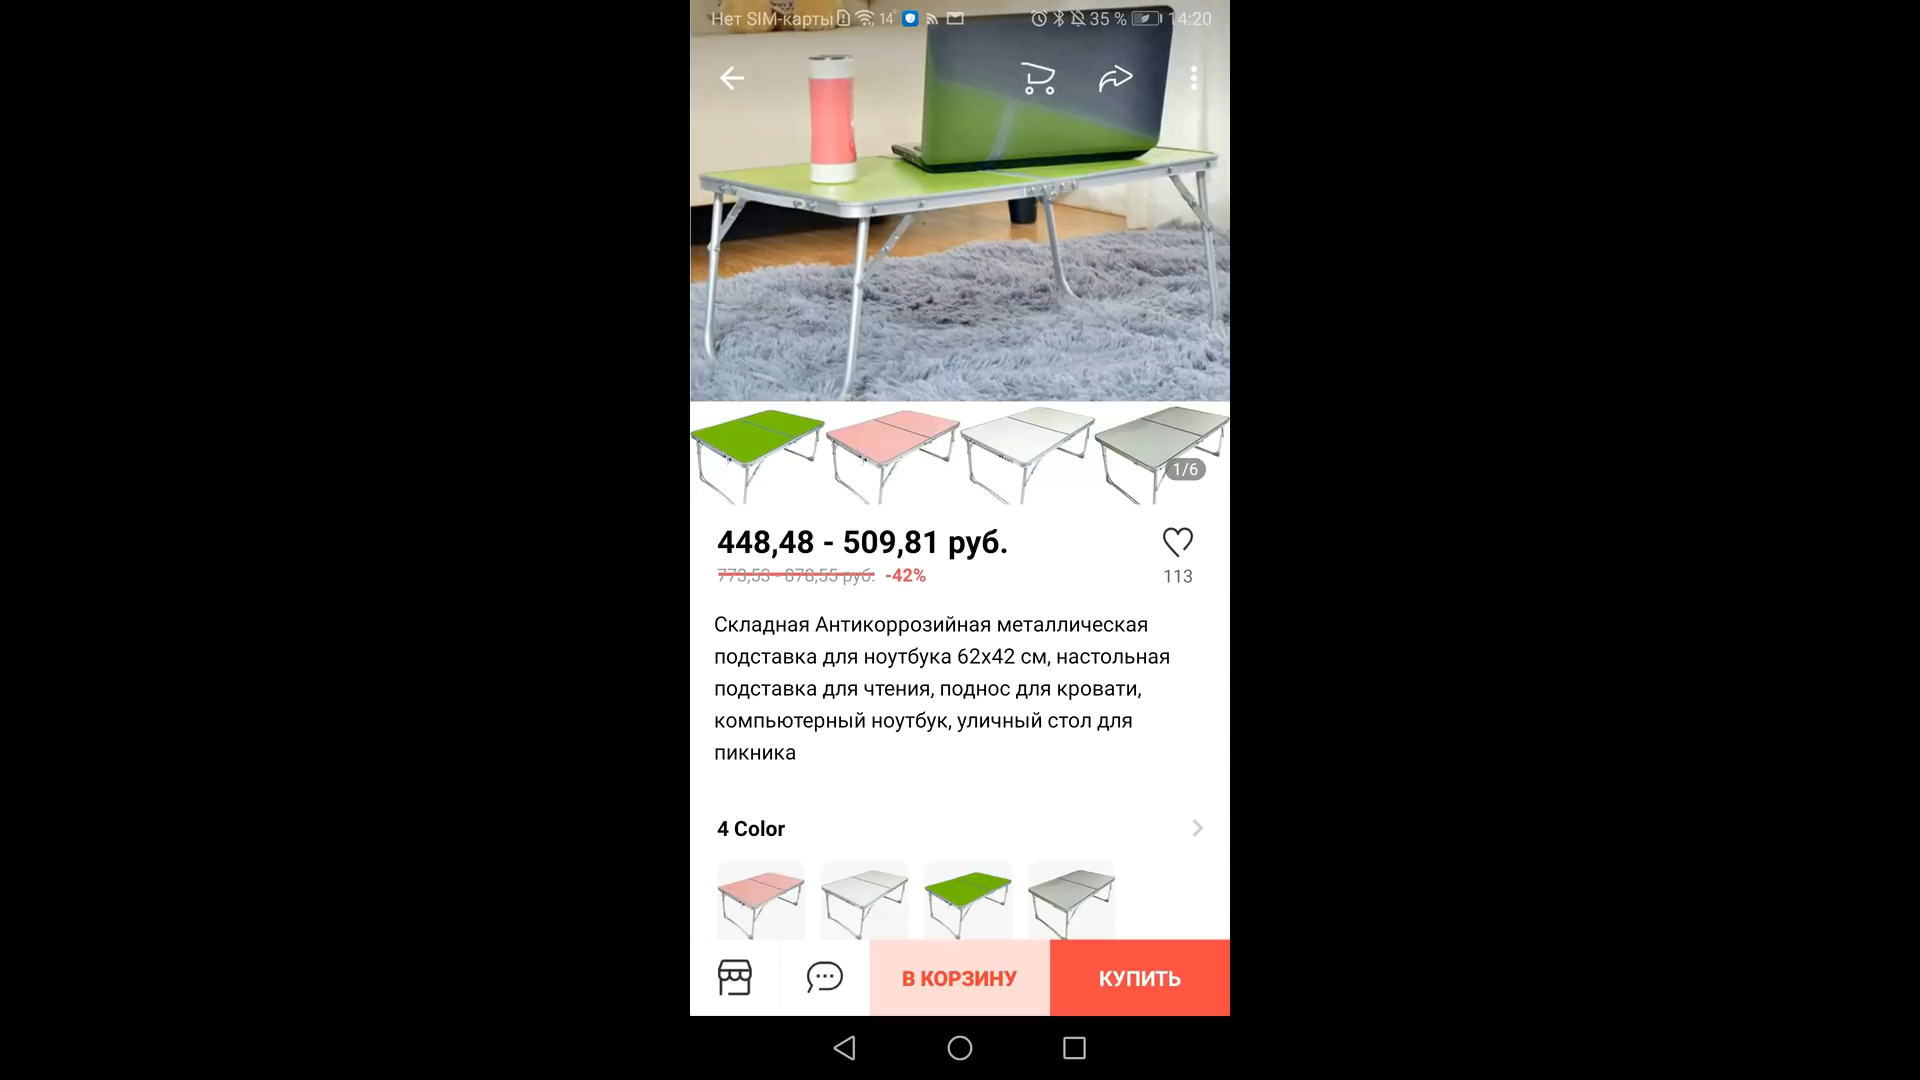 Нет SIM-карты 14° 35 % 14:20
1/6
448,48 - 509,81 руб.
773,53 - 878,55 руб. -42%
113
Складная Антикоррозийная металлическая
подставка для ноутбука 62x42 см, настольная
подставка для чтения, поднос для кровати,
компьютерный ноутбук, уличный стол для
пикника
4 Color
В КОРЗИНУ
КУПИТЬ